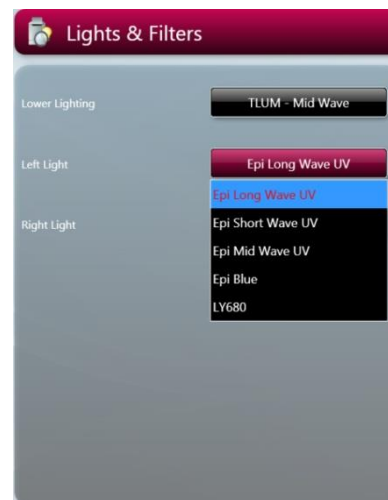 Lights & Filters
Lower Lighting
TLUM - Mid Wave
Left Light
Epi Long Wave UV
Epi Long Wave UV
Right Light
Epi Short Wave UV
Epi Mid Wave UV
Epi Blue
LY680